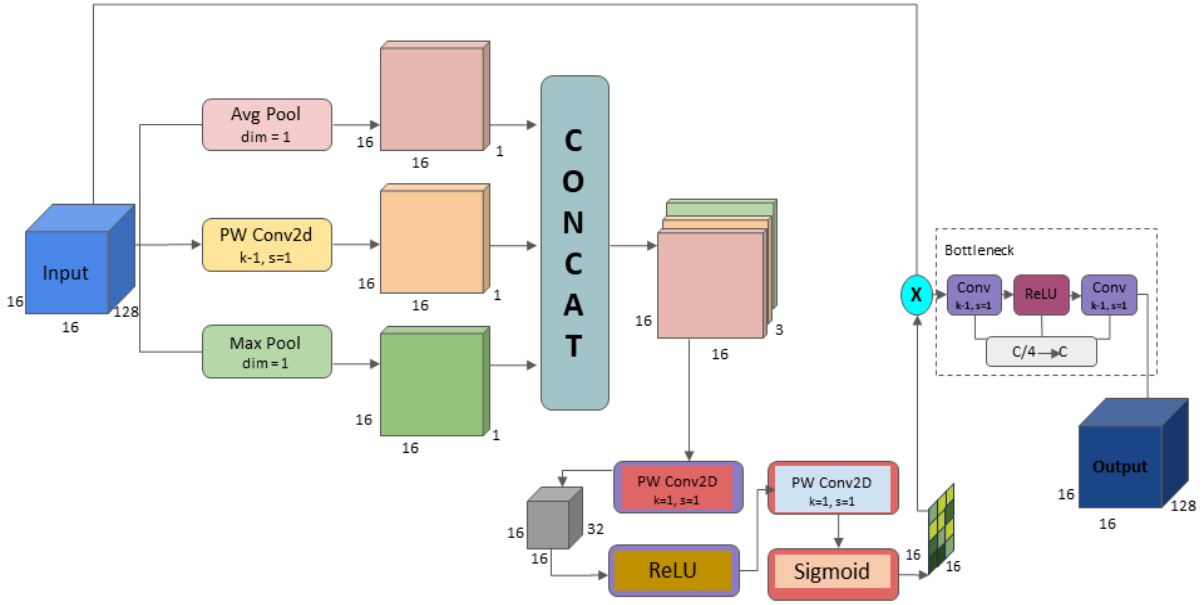 Avg Pool
dim = 1
16
16
1
PW Conv2d
k-1, s=1
16
16
1
Max Pool
dim = 1
16
16
1
Input
16
16
128
C
O
N
C
A
T
16
16
3
X
Bottleneck
Conv
k-1, s=1
ReLU
Conv
k-1, s=1
C/4 C
PW Conv2D
k=1, s=1
16
16
32
ReLU
PW Conv2D
k=1, s=1
Sigmoid
16
16
Output
16
16
128